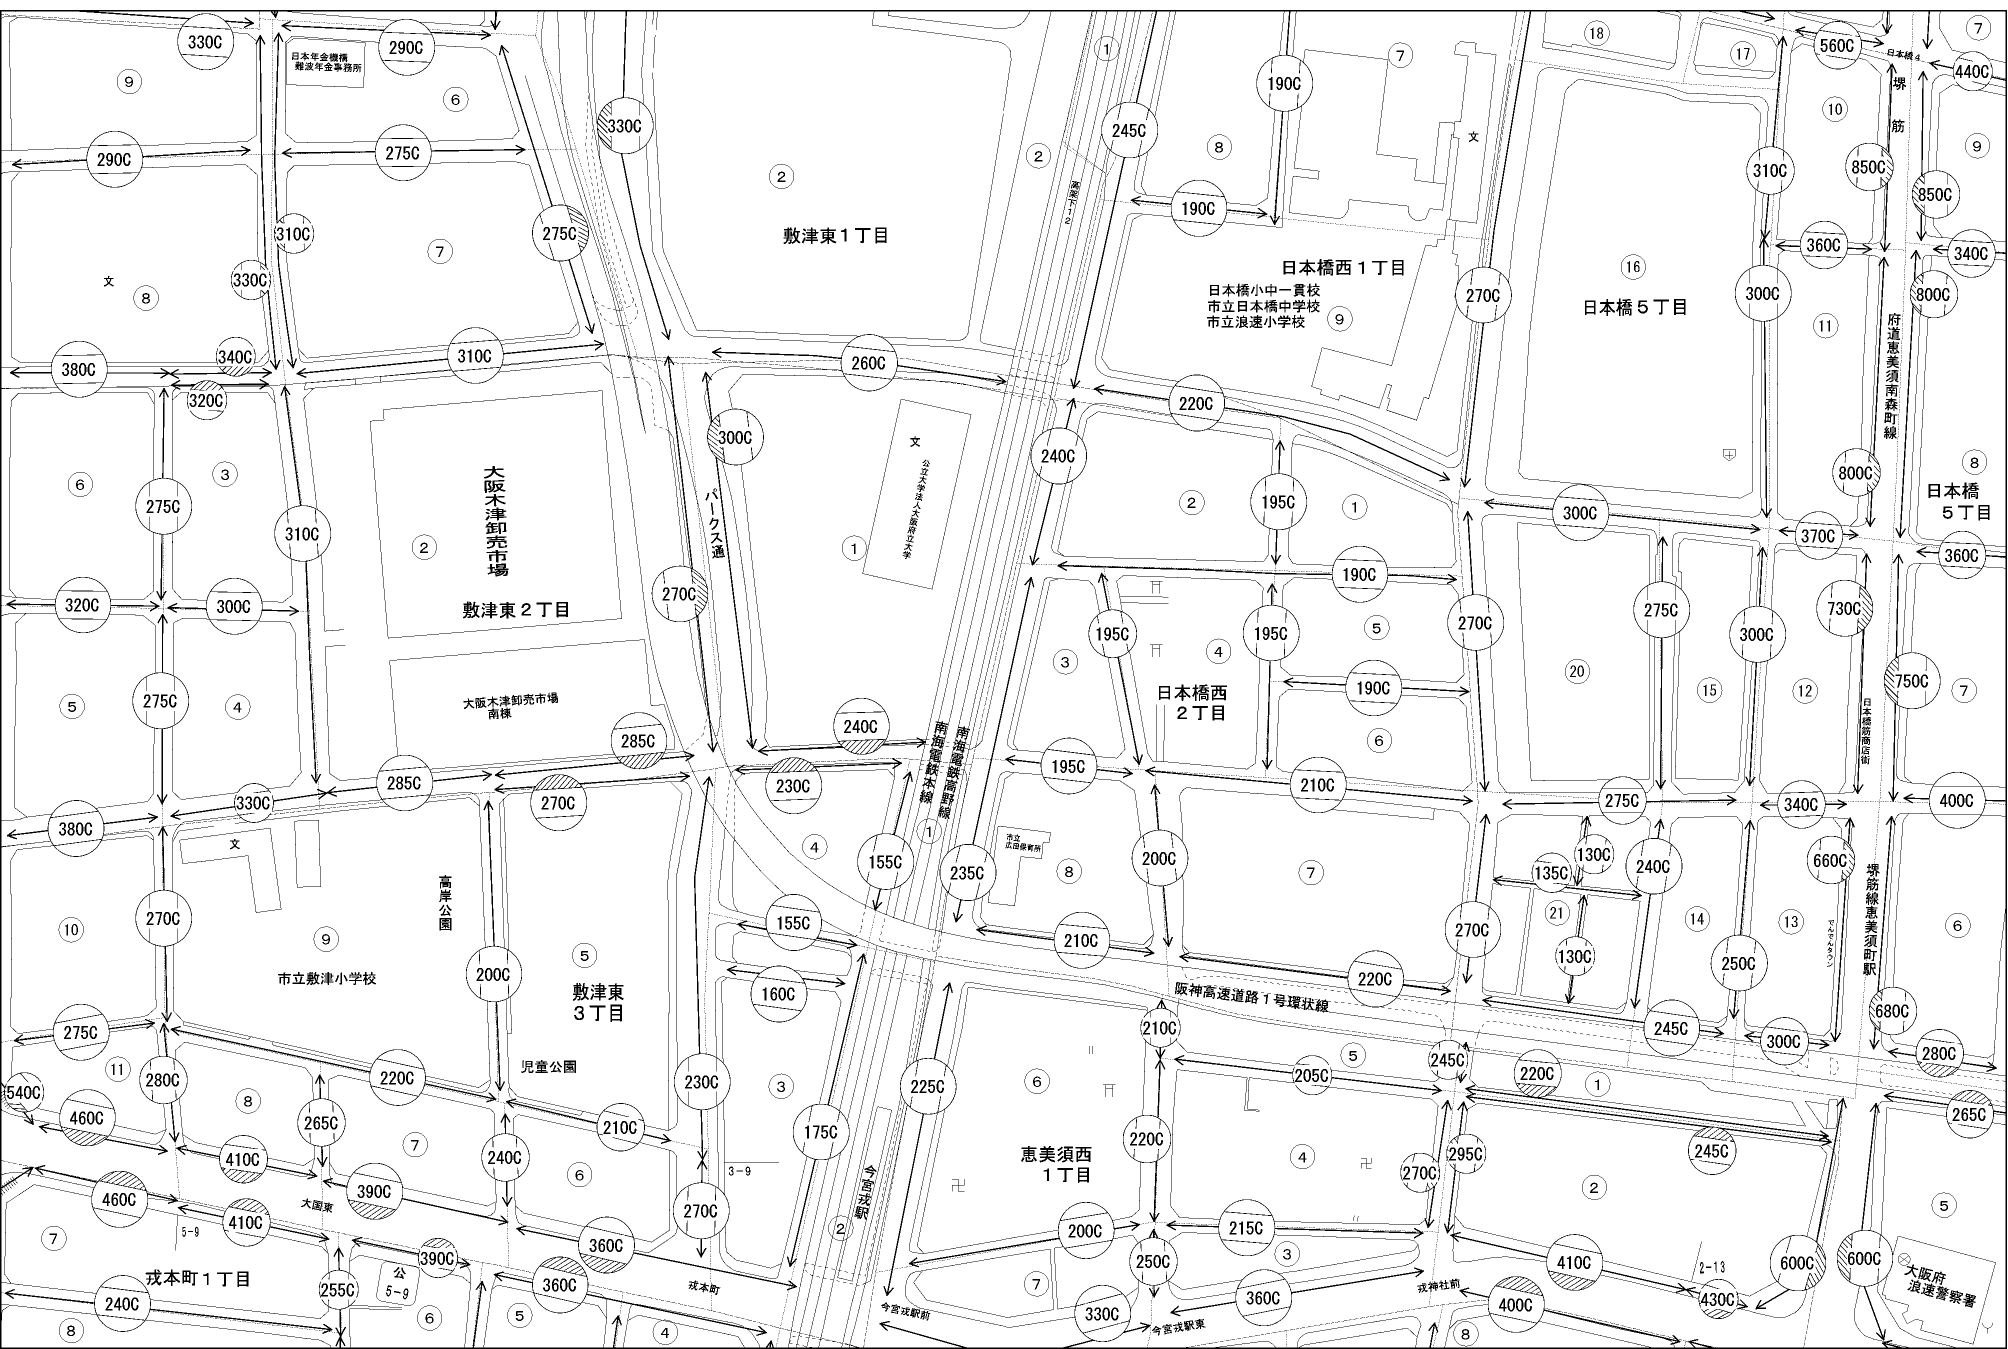 330C
290C
日本年金機構
難波年金事務所
⑨
⑥
330C
②
①
245C
190C
⑦
⑱
⑰
560C
日本橋4
⑦
440C
堺筋
⑩
850C
850C
⑨
290C
275C
②
②
高架下12
⑧
文
310C
190C
310C
275C
⑦
敷津東1丁目
日本橋西1丁目
日本橋小中一貫校
市立日本橋中学校
市立浪速小学校
⑨
270C
⑯
日本橋5丁目
300C
360C
340C
800C
文
⑧
330C
⑪
府道恵美須南森町線
380C
340C
320C
310C
260C
220C
⑥
③
300C
文
公立大学法人大阪府立大学
240C
②
195C
①
800C
⑧
日本橋
5丁目
275C
310C
②
大阪木津卸売市場
パークス通
①
300C
370C
360C
320C
300C
敷津東2丁目
270C
190C
195C
195C
⑤
270C
275C
300C
730C
③
④
⑤
275C
④
大阪木津卸売市場
南棟
日本橋西
2丁目
190C
⑥
⑳
⑮
⑫
750C
⑦
日本橋筋商店街
285C
240C
南海電鉄本線
南海電鉄高野線
380C
330C
285C
270C
230C
195C
210C
275C
340C
400C
文
高岸公園
④
155C
①
235C
市立
広田保育所
⑧
200C
⑦
130C
135C
240C
660C
⑩
270C
⑨
市立敷津小学校
200C
⑤
敷津東
3丁目
155C
160C
210C
270C
220C
㉑
130C
⑭
250C
⑬
でんでんタウン
堺筋線恵美須町駅
⑥
阪神高速道路1号環状線
275C
⑪
280C
220C
児童公園
230C
③
225C
⑥
210C
⑤
205C
245C
245C
220C
①
300C
680C
280C
540C
460C
⑧
265C
⑦
210C
175C
220C
④
265C
410C
240C
⑥
3-9
恵美須西
1丁目
卍
卍
270C
295C
245C
②
460C
390C
大国東
410C
270C
今宮戎駅
②
⑤
⑦
5-9
360C
200C
215C
③
410C
2-13
600C
600C
大阪府
浪速警察署
戎本町1丁目
390C
公
5-9
戎本町
250C
⑦
戎神社前
240C
255C
360C
360C
430C
400C
今宮戎駅前
330C
今宮戎駅東
⑧
⑥
⑤
④
⑧